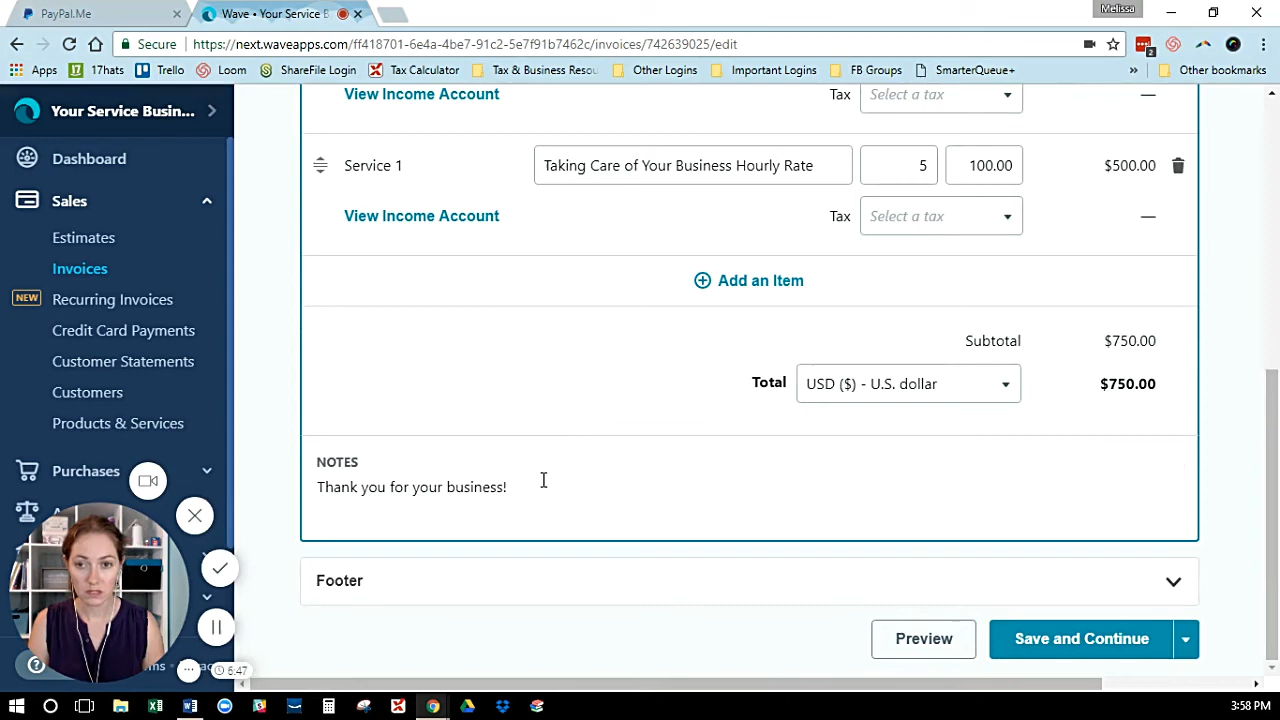 Melissa
PayPal.Me
Wave • Your Service B
Secure
https://next.waveapps.com/ff418701-6e4a-4be7-91c2-5e7f91b7462c/invoices/742639025/edit
2
Apps
17hats
Trello
Loom
ShareFile Login
Tax Calculator
Tax & Business Resou
Other Logins
Important Logins
FB Groups
SmarterQueue+
Other bookmarks
Your Service Busin...
Dashboard
Sales
Estimates
Invoices
NEW
Recurring Invoices
Credit Card Payments
Customer Statements
Customers
Products & Services
Purchases
6:47
View Income Account
Tax
Select a tax
—
Service 1
Taking Care of Your Business Hourly Rate
5
100.00
$500.00
View Income Account
Tax
Select a tax
—
Add an Item
Subtotal
$750.00
Total
USD ($) - U.S. dollar
$750.00
NOTES
Thank you for your business!
Footer
Preview
Save and Continue
3:58 PM